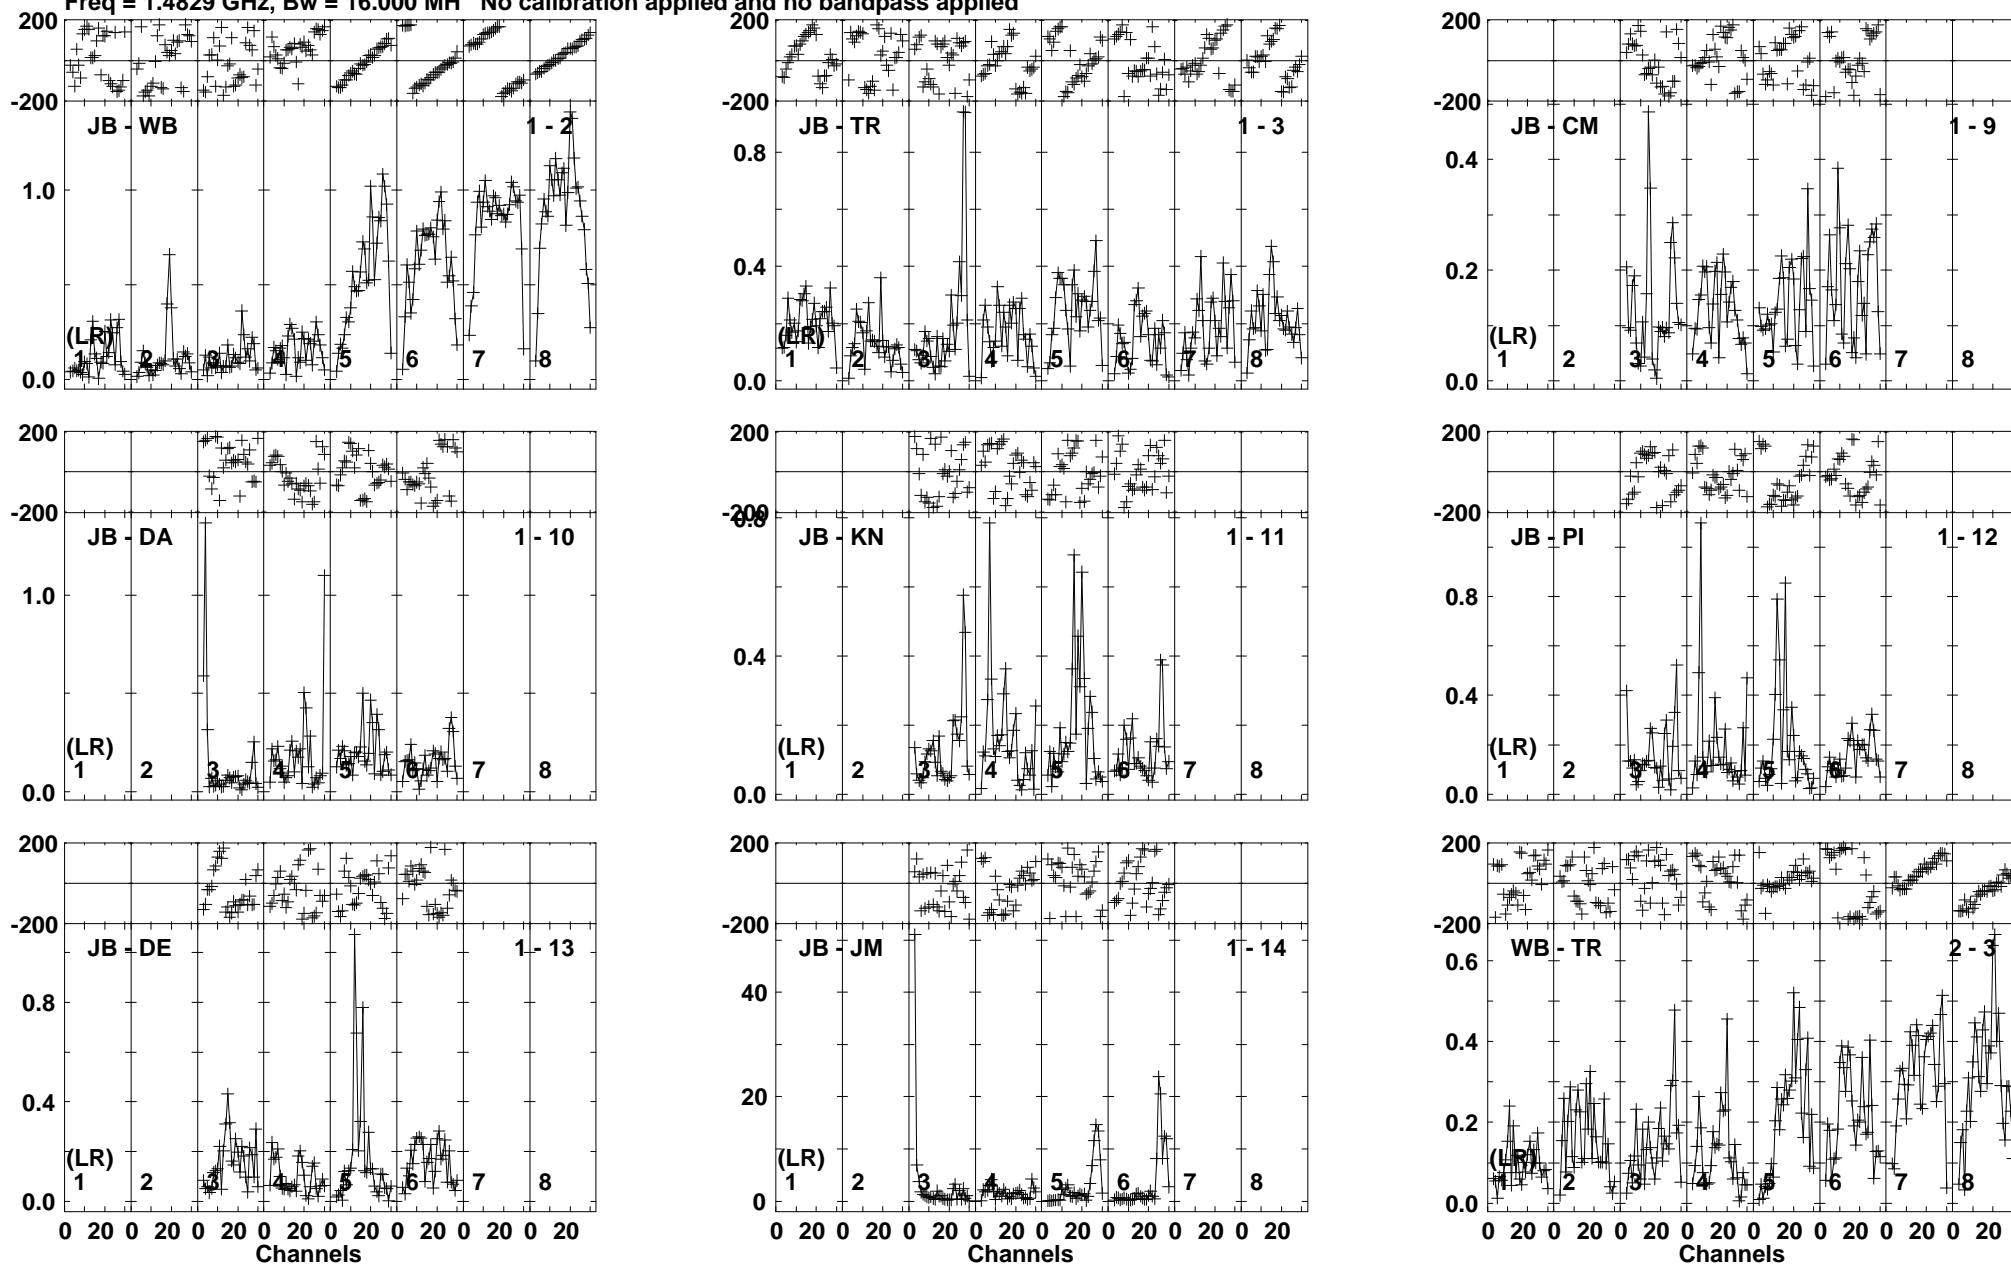 Freq = 1.4829 GHz, Bw = 16.000 MH No calibration applied and no bandpass applied
200
-200
JB - WB 1 - 2
1.0
0.0
(LR)
1 2 3 4 5 6 7 8
200
-200
JB - TR 1 - 3
0.8
0.4
0.0
(LR)
1 2 3 4 5 6 7 8
200
-200
JB - CM 1 - 9
0.4
0.2
0.0
(LR)
1 2 3 4 5 6 7 8
200
-200
JB - DA 1 - 10
1.0
0.0
(LR)
1 2 3 4 5 6 7 8
200
-200
0.8
JB - KN 1 - 11
0.4
0.0
(LR)
1 2 3 4 5 6 7 8
200
-200
JB - PI 1 - 12
0.8
0.4
0.0
(LR)
1 2 3 4 5 6 7 8
200
-200
JB - DE 1 - 13
0.8
0.4
0.0
(LR)
1 2 3 4 5 6 7 8
0 20 0 20 0 20 0 20 0 20 0 20 0 20 0 20
Channels
200
-200
JB - JM 1 - 14
40
20
0
(LR)
1 2 3 4 5 6 7 8
0 20 0 20 0 20 0 20 0 20 0 20 0 20 0 20
Channels
200
-200
WB - TR 2 - 3
0.6
0.4
0.2
0.0
(LR)
1 2 3 4 5 6 7 8
0 20 0 20 0 20 0 20 0 20 0 20 0 20 0 20
Channels